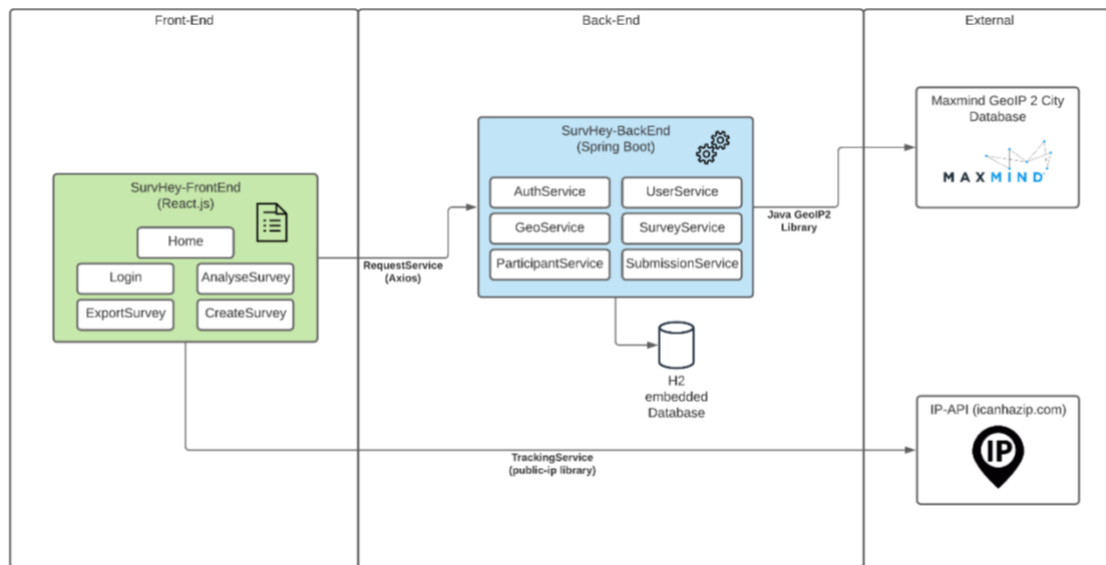 Front-End
Back-End
External
SurvHey-FrontEnd
(React.js)
Home
Login
AnalyseSurvey
ExportSurvey
CreateSurvey
RequestService
(Axios)
SurvHey-BackEnd
(Spring Boot)
AuthService
UserService
GeoService
SurveyService
ParticipantService
SubmissionService
H2
embedded
Database
Java GeoIP2
Library
Maxmind GeoIP 2 City
Database
MAXMIND
TrackingService
(public-ip library)
IP-API (icanhazip.com)
IP